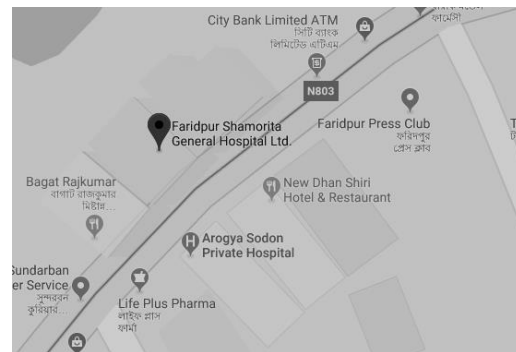 City Bank Limited ATM
সিটি ব্যাংক
লিমিটেড এটিএম
ফার্মেসী
N803
Faridpur Shamorita
General Hospital Ltd.
Faridpur Press Club
ফরিদপুর
প্রেস ক্লাব
Bagat Rajkumar
বাগাট রাজকুমার
মিষ্টান্ন...
New Dhan Shiri
Hotel & Restaurant
Arogya Sodon
Private Hospital
Sundarban
er Service
সুন্দরবন
কুরিয়ার...
Life Plus Pharma
লাইফ প্লাস
ফার্মা